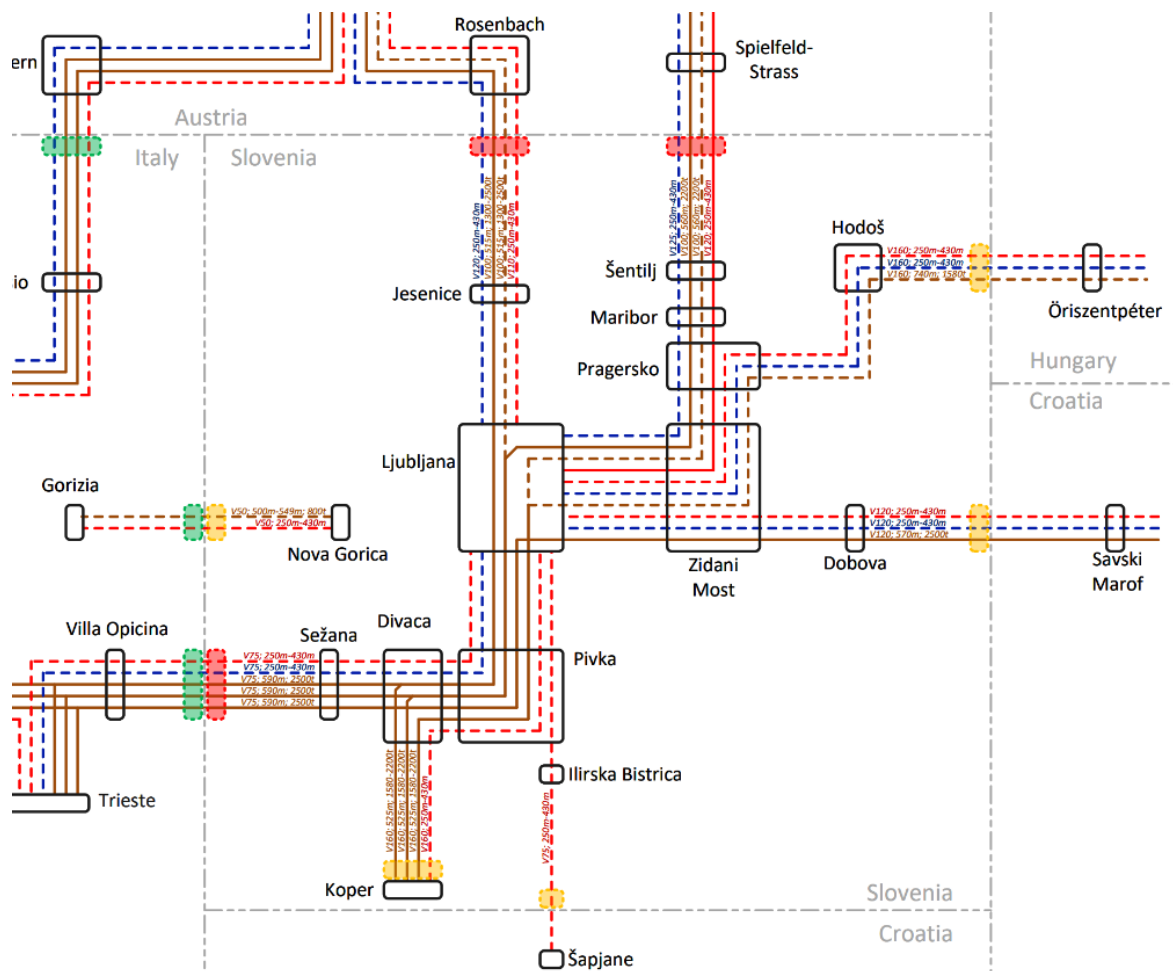 Rosenbach
Spielfeld-
Strass
ern
Austria
Italy
Slovenia
V120; 250m-430m
V100; 515m; 1300-2500t
V100; 515m; 1300-2500t
V110; 250m-430m
V125; 250m-430m
V100; 560m; 2200t
V100; 560m; 2200t
V120; 250m-430m
Hodoš
V160; 250m-430m
V160; 250m-430m
V160; 740m; 1580t
Šentilj
sio
Jesenice
Öriszentpéter
Maribor
Pragersko
Hungary
Croatia
Ljubljana
Gorizia
V50; 500m-549m; 800t
V50; 250m-430m
Nova Gorica
V120; 250m-430m
V120; 250m-430m
V120; 570m; 2500t
Zidani
Most
Dobova
Savski
Marof
Villa Opicina
Sežana
Divaca
Pivka
V75; 250m-430m
V75; 250m-430m
V75; 590m; 2500t
V75; 590m; 2500t
V75; 590m; 2500t
Trieste
V160; 525m; 1580-2200t
V160; 525m; 1580-2200t
V160; 525m; 1580-2200t
V160; 250m-430m
Ilirska Bistrica
V75; 250m-430m
Koper
Slovenia
Croatia
Šapjane